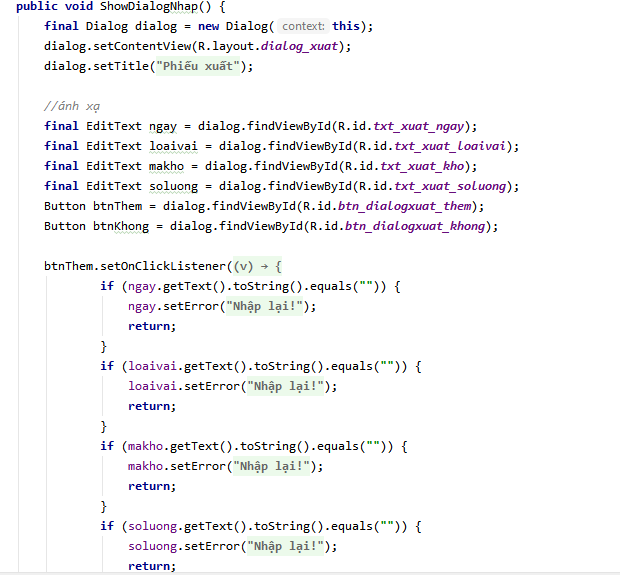 public void ShowDialogNhap() {
final Dialog dialog = new Dialog( context: this);
dialog.setContentView(R.layout.dialog_xuat);
dialog.setTitle("Phiếu xuất");
//ánh xạ
final EditText ngay = dialog.findViewById(R.id.txt_xuat_ngay);
final EditText loaivai = dialog.findViewById(R.id.txt_xuat_loaivai);
final EditText makho = dialog.findViewById(R.id.txt_xuat_kho);
final EditText soluong = dialog.findViewById(R.id.txt_xuat_soluong);
Button btnThem = dialog.findViewById(R.id.btn_dialogxuat_them);
Button btnKhong = dialog.findViewById(R.id.btn_dialogxuat_khong);
btnThem.setOnClickListener((v) → {
if (ngay.getText().toString().equals("")) {
ngay.setError("Nhập lại!");
return;
}
if (loaivai.getText().toString().equals("")) {
loaivai.setError("Nhập lại!");
return;
}
if (makho.getText().toString().equals("")) {
makho.setError("Nhập lại!");
return;
}
if (soluong.getText().toString().equals("")) {
soluong.setError("Nhập lại!");
return;